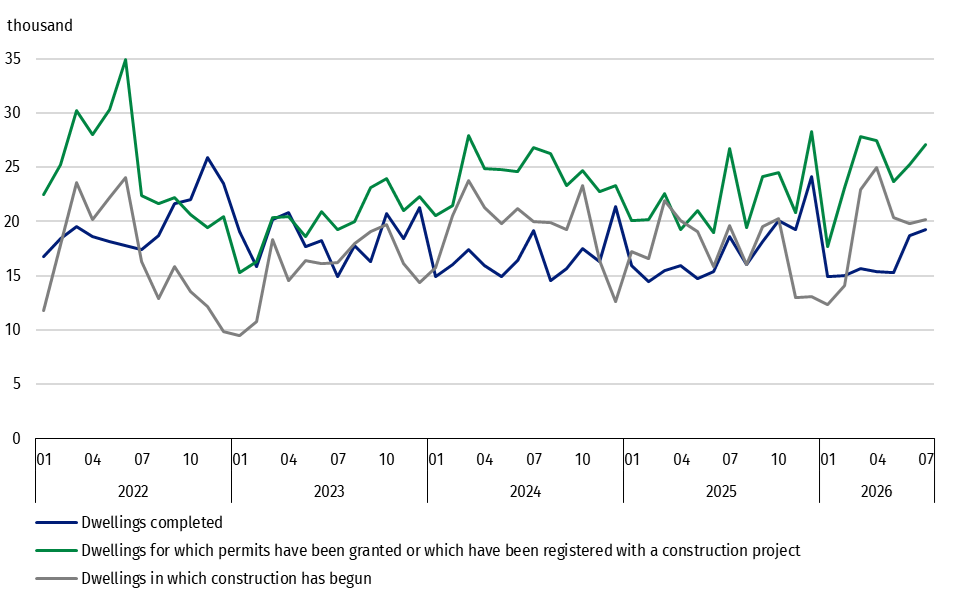 thousand
35
30
25
20
15
10
5
0
01 04 07 10 01 04 07 10 01 04 07 10 01 04 07 10 01 04 07
2022 2023 2024 2025 2026
Dwellings completed
Dwellings for which permits have been granted or which have been registered with a construction project
Dwellings in which construction has begun